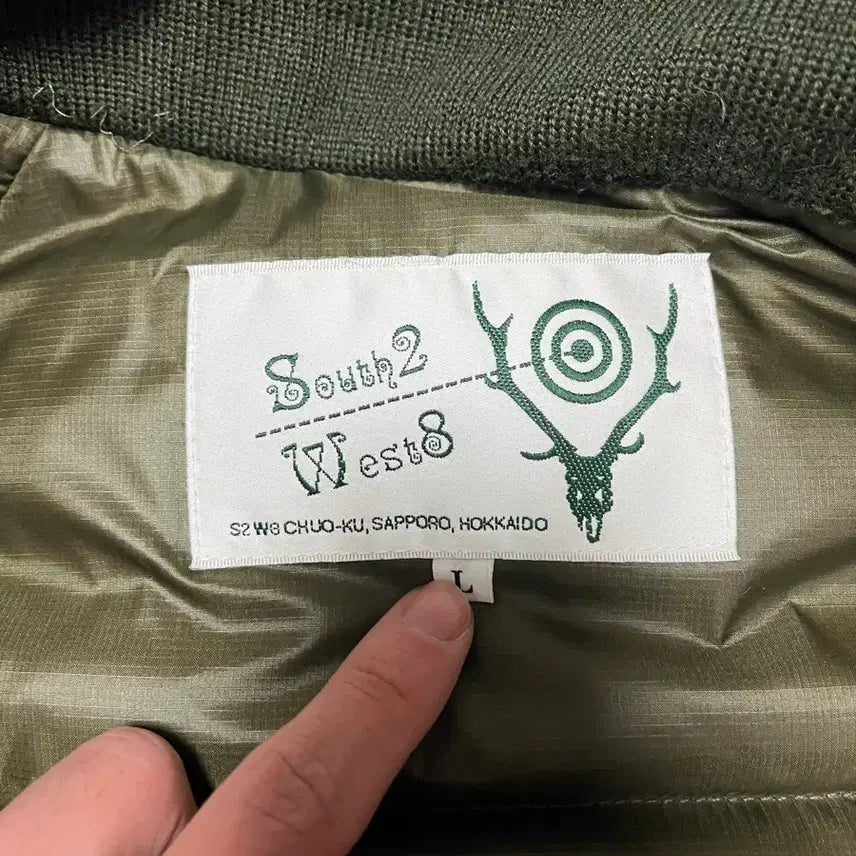 South2
West8
S2 W8 CHUO-KU, SAPPORO, HOKKAIDO
L